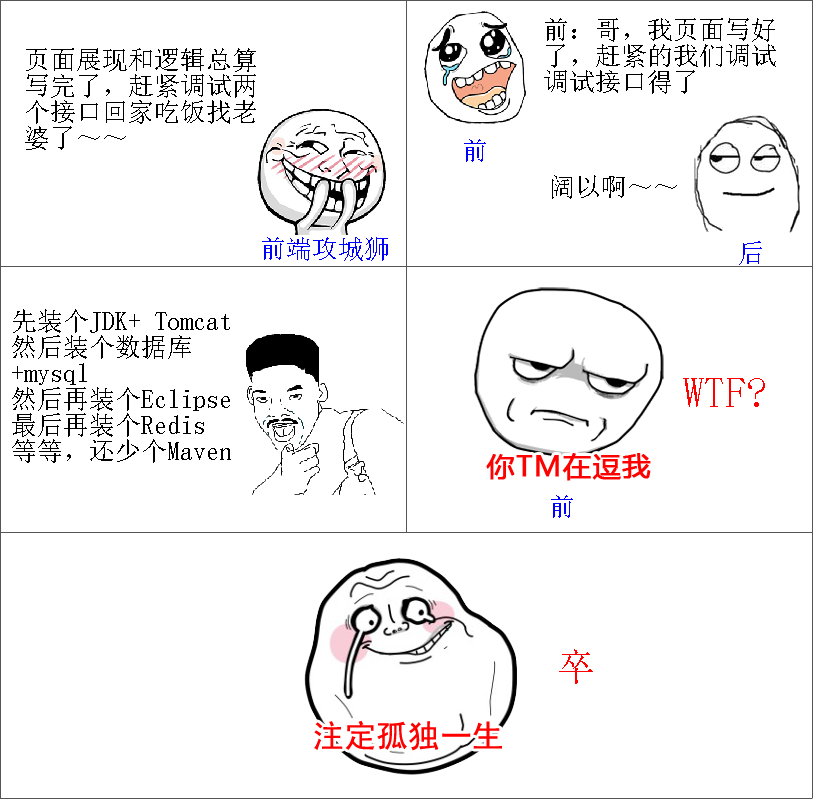 页面展现和逻辑总算
写完了，赶紧调试两
个接口回家吃饭找老
婆了～～
前端攻城狮
前：哥，我页面写好
了，赶紧的我们调试
调试接口得了
前
阔以啊～～
后
先装个JDK+ Tomcat
然后装个数据库
+mysql
然后再装个Eclipse
最后再装个Redis
等等，还少个Maven
WTF?
你TM在逗我
前
卒
注定孤独一生